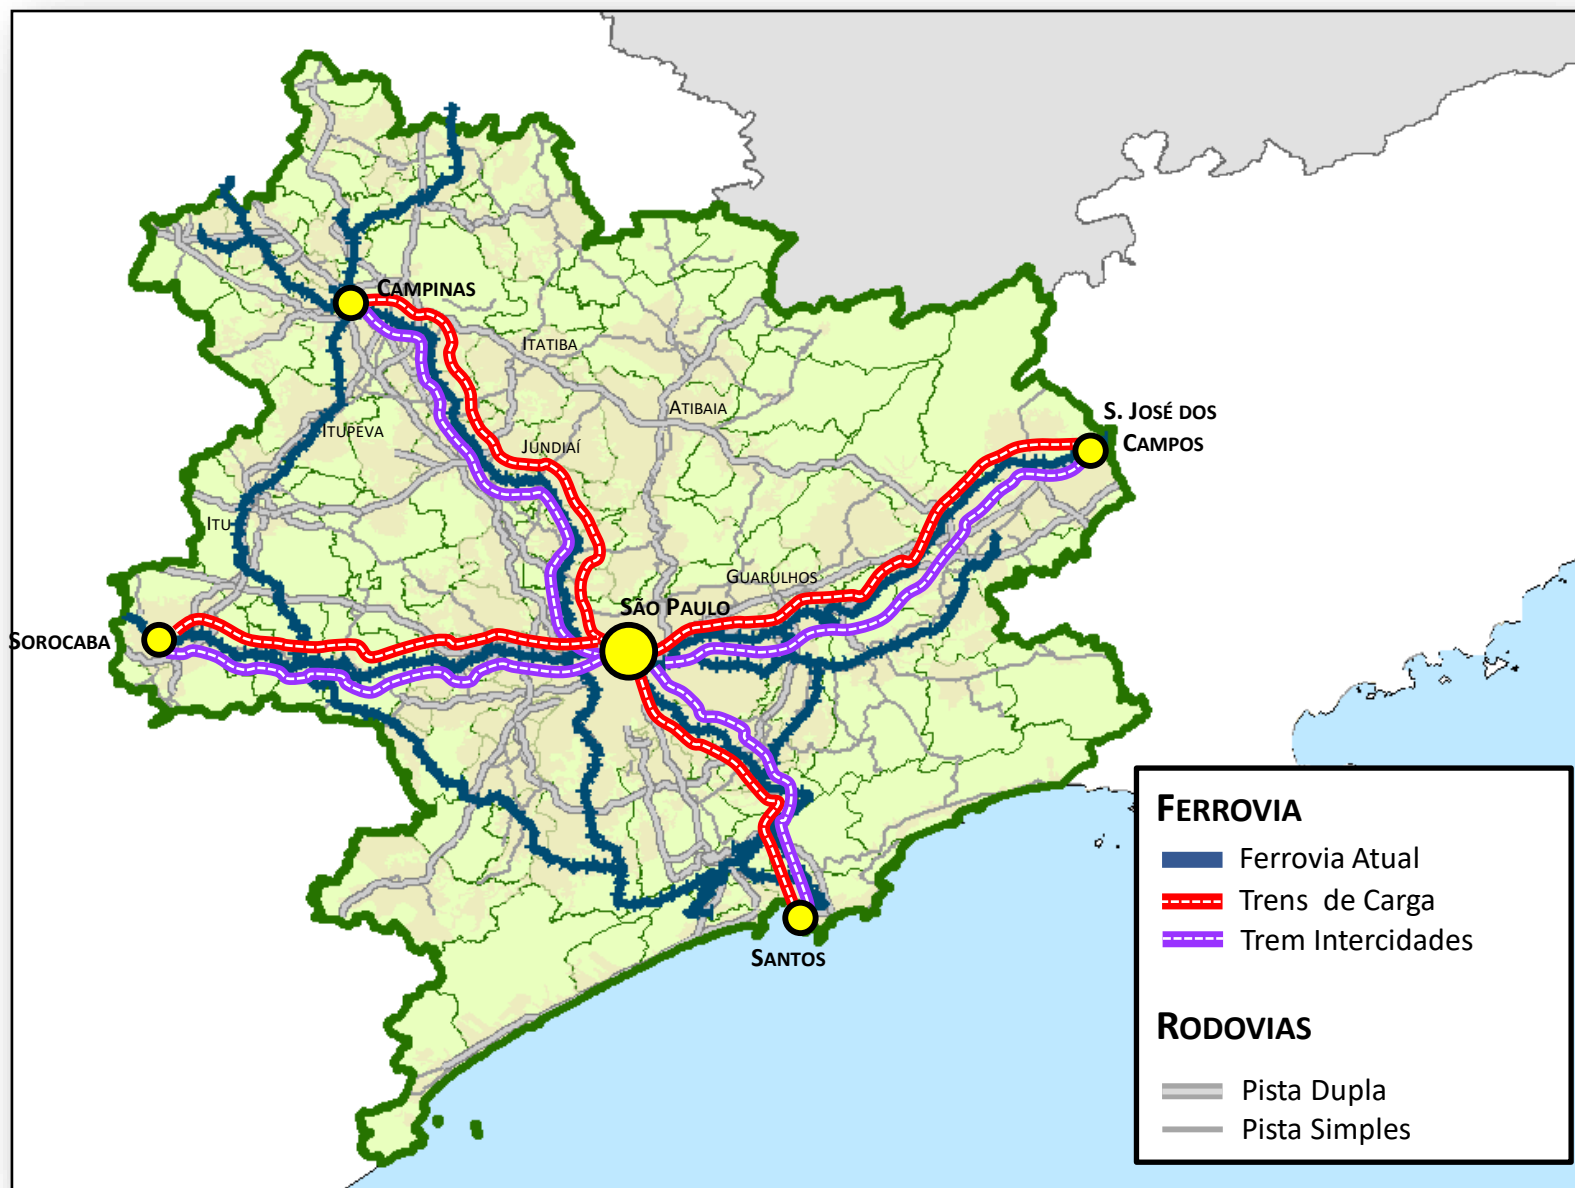 CAMPINAS
ITATIBA
ATIBAIA
S. JOSÉ DOS
CAMPOS
ITUPEVA
JUNDIAÍ
ITU
GUARULHOS
SÃO PAULO
SOROCABA
SANTOS
FERROVIA
Ferrovia Atual
Trens de Carga
Trem Intercidades
RODOVIAS
Pista Dupla
Pista Simples